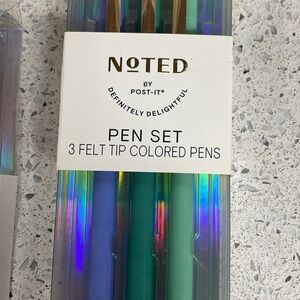 NOTED
BY
POST-IT®
DEFINITELY DELIGHTFUL
PEN SET
3 FELT TIP COLORED PENS